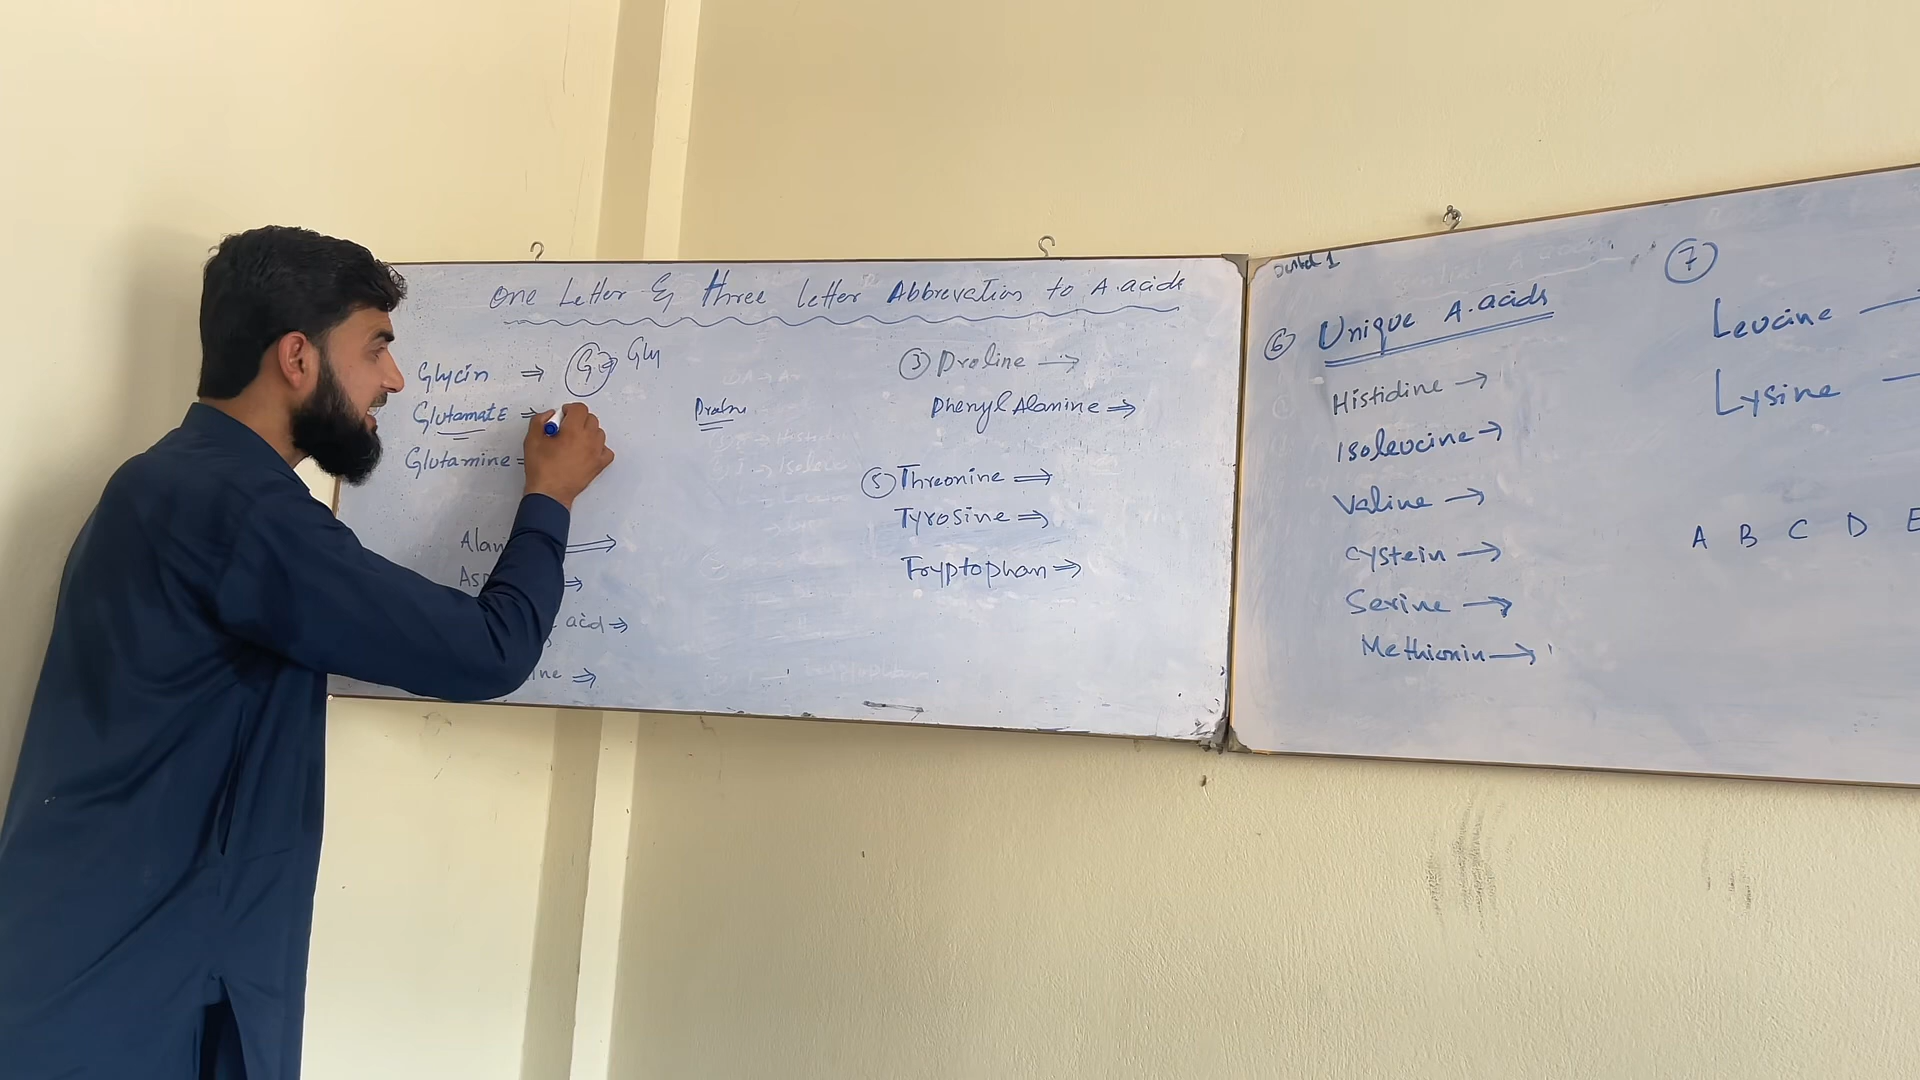 One Letter & three letter Abbrevation to A.acids
Glycin ⇒ G → Gly
GlutamatE ⇒
Glutamine ⇒
Alan ⇒
Asp ⇒
acid ⇒
ine ⇒
③ Proline →
Phenyl Alanine ⇒
⑤ Threonine ⇒
Tyrosine ⇒
Tryptophan ⇒
⑥ Unique A.acids
Histidine →
Isoleucine →
Valine →
Cystein →
Serine →
Methionin →
⑦
Leucine →
Lysine →
A B C D E